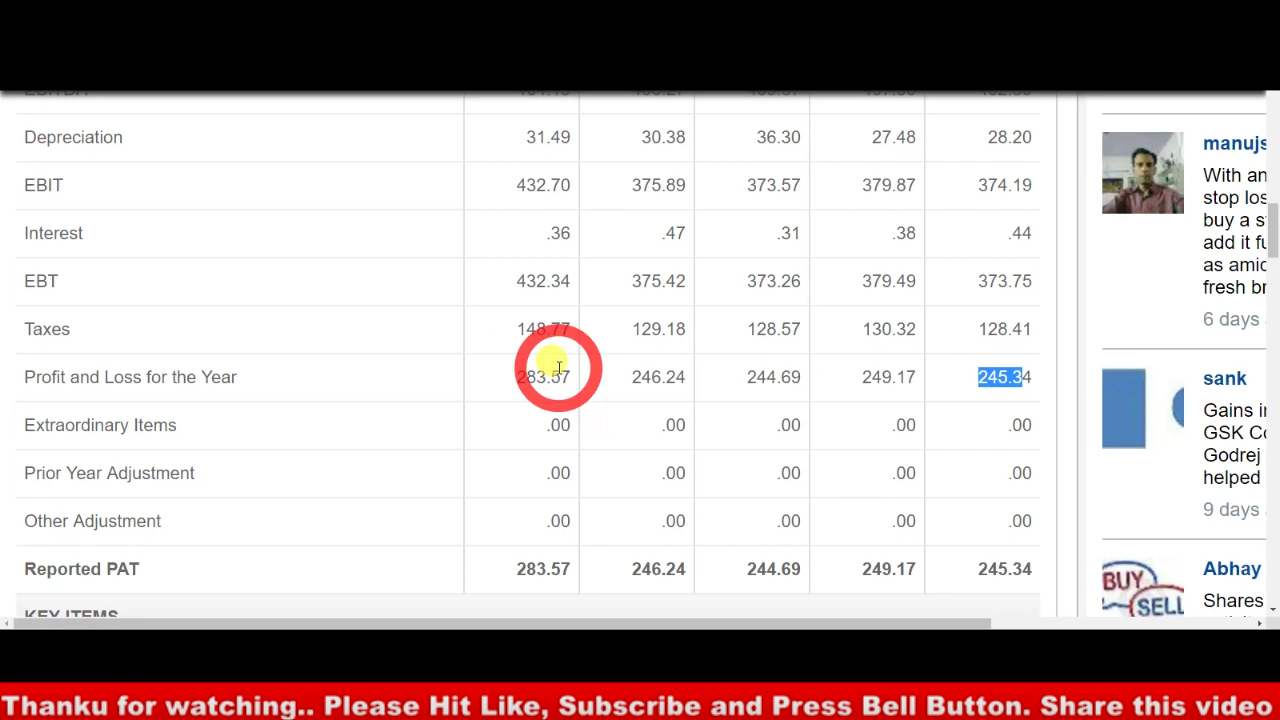 Depreciation 31.49 30.38 36.30 27.48 28.20
EBIT 432.70 375.89 373.57 379.87 374.19
Interest .36 .47 .31 .38 .44
EBT 432.34 375.42 373.26 379.49 373.75
Taxes 148.77 129.18 128.57 130.32 128.41
Profit and Loss for the Year 283.57 246.24 244.69 249.17 245.34
Extraordinary Items .00 .00 .00 .00 .00
Prior Year Adjustment .00 .00 .00 .00 .00
Other Adjustment .00 .00 .00 .00 .00
Reported PAT 283.57 246.24 244.69 249.17 245.34
KEY ITEMS
manujs
With an
stop los
buy a s
add it fu
as amid
fresh br
6 days
sank
Gains in
GSK Co
Godrej
helped
9 days
BUY
SELL
Abhay
Shares
Thanku for watching.. Please Hit Like, Subscribe and Press Bell Button. Share this video